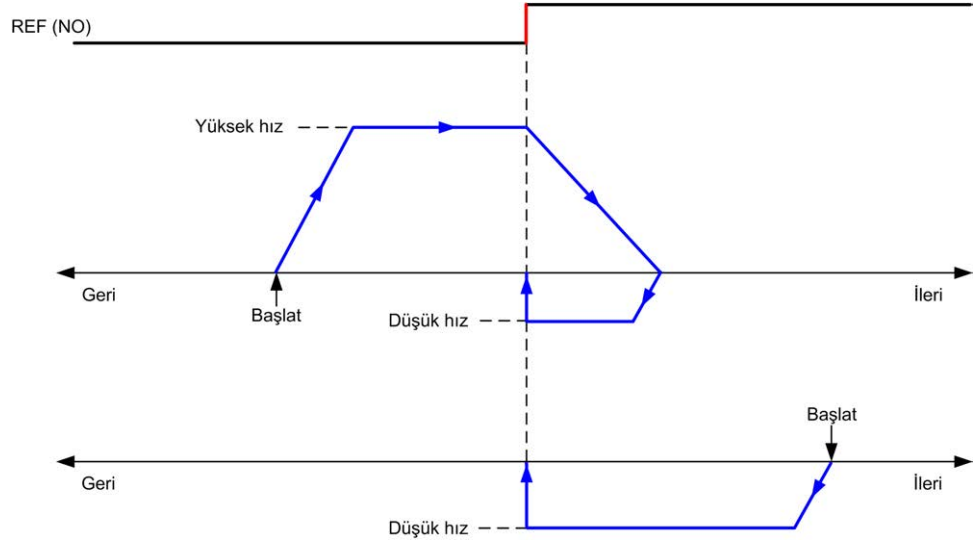 REF (NO)
Yüksek hız
Geri
İleri
Başlat
Düşük hız
Başlat
Geri
İleri
Düşük hız